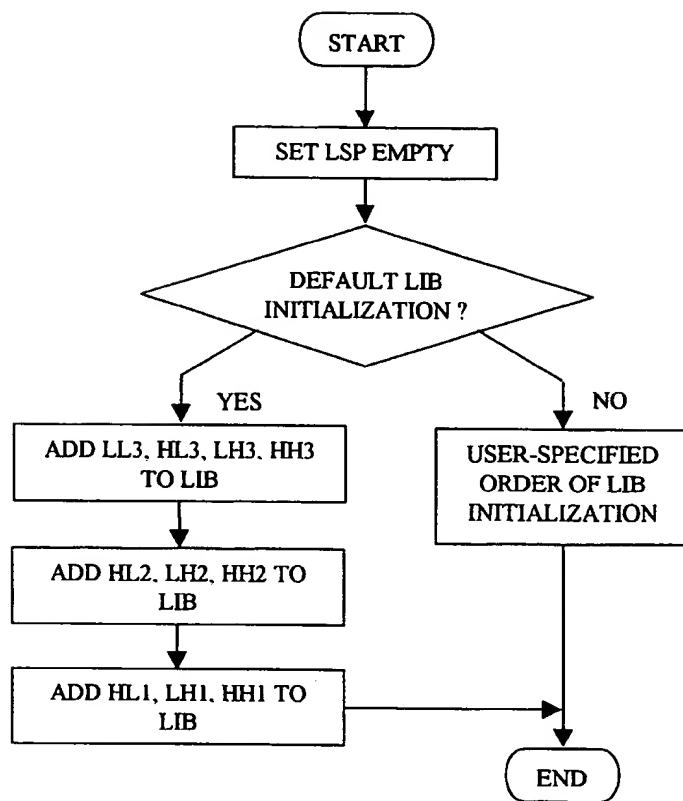 START
SET LSP EMPTY
DEFAULT LIB
INITIALIZATION ?
YES
NO
ADD LL3, HL3, LH3, HH3
TO LIB
USER-SPECIFIED
ORDER OF LIB
INITIALIZATION
ADD HL2, LH2, HH2 TO
LIB
ADD HL1, LH1, HH1 TO
LIB
END